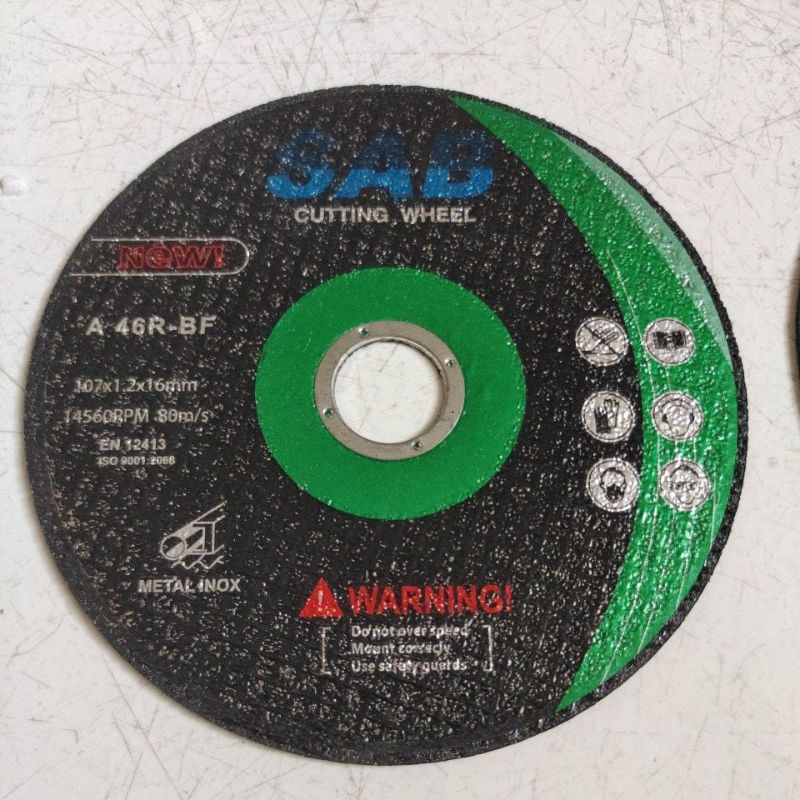 SAB
CUTTING WHEEL
NeW!
A 46R-BF
107x1.2x16mm
14560RPM 80m/s
EN 12413
ISO 9001:2008
METAL INOX
WARNING!
Do not over speed
Mount correctly
Use safety guards